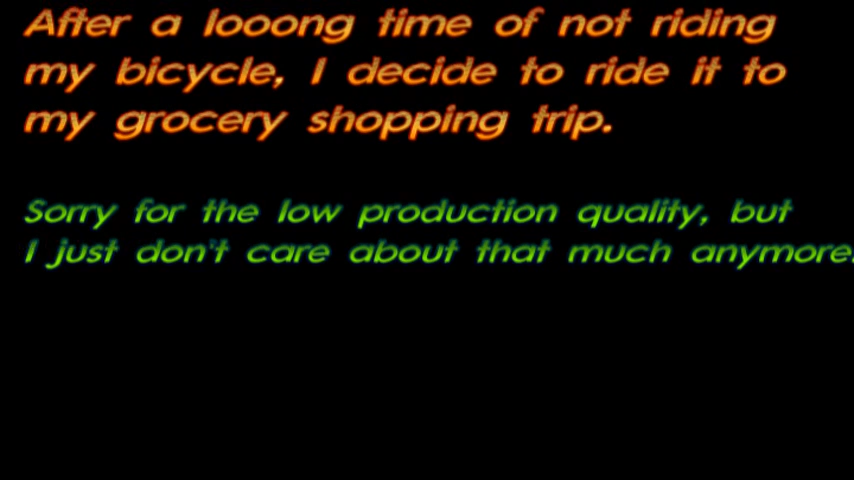 After a looong time of not riding
my bicycle, I decide to ride it to
my grocery shopping trip.
Sorry for the low production quality, but
I just don't care about that much anymore.